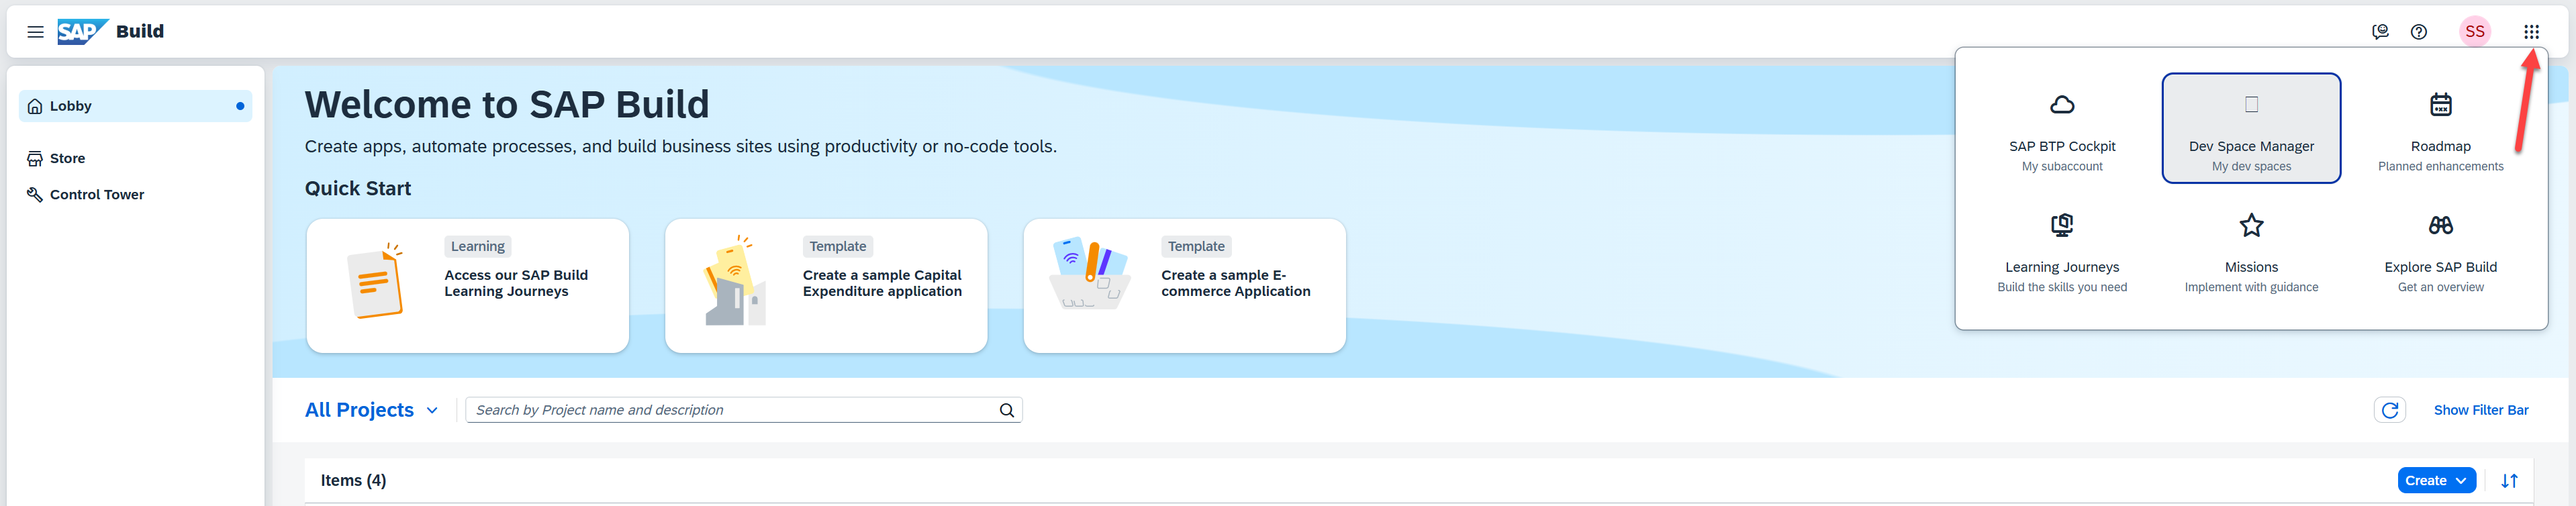 SAP Build
SS
Lobby
Store
Control Tower
Welcome to SAP Build
Create apps, automate processes, and build business sites using productivity or no-code tools.
Quick Start
Learning
Access our SAP Build
Learning Journeys
Template
Create a sample Capital
Expenditure application
Template
Create a sample E-
commerce Application
SAP BTP Cockpit
My subaccount
Dev Space Manager
My dev spaces
Roadmap
Planned enhancements
Learning Journeys
Build the skills you need
Missions
Implement with guidance
Explore SAP Build
Get an overview
All Projects
Search by Project name and description
Show Filter Bar
Items (4)
Create